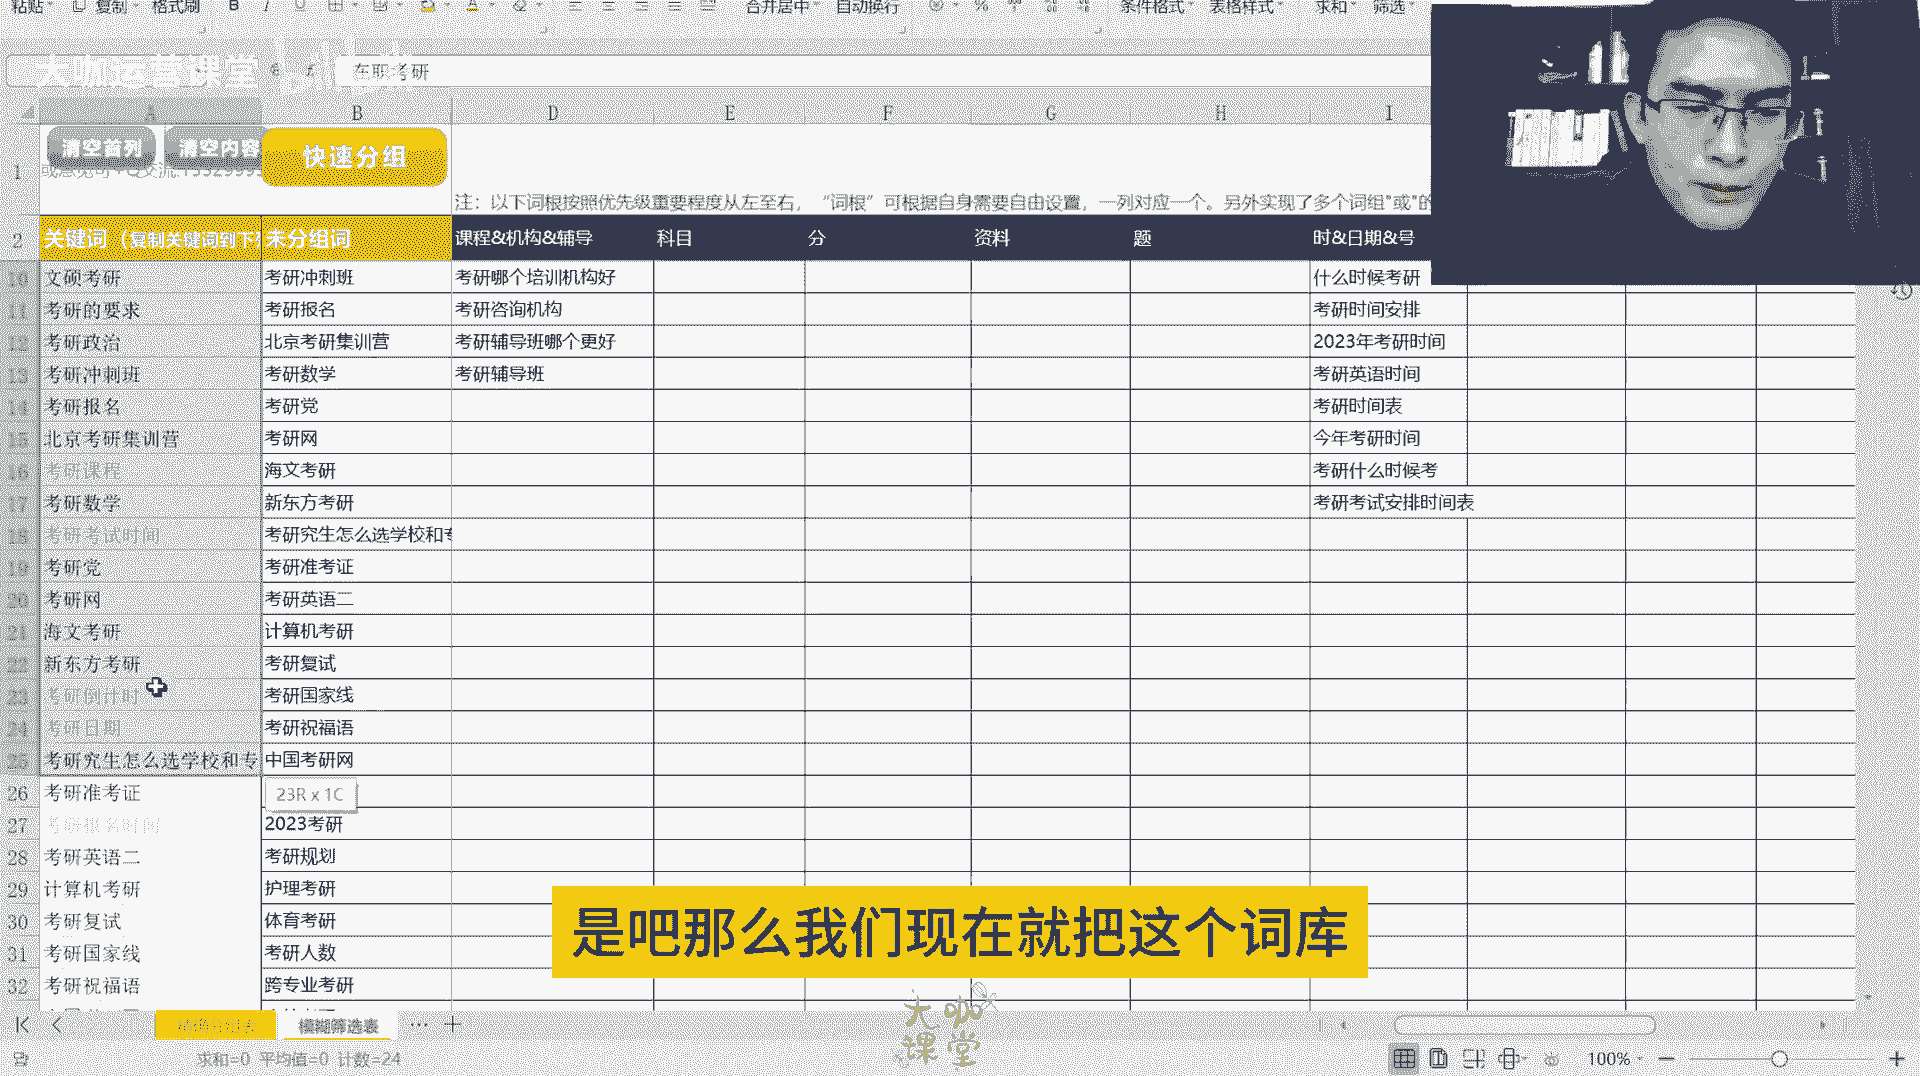 粘贴 复制 格式刷 B I U 合并居中 自动换行 % 条件格式 表格样式 求和 筛选
大咖运营课堂
在职考研
A B D E F G H I
清空首列 清空内容 快速分组
1
注：以下词根按照优先级重要程度从左至右，“词根”可根据自身需要自由设置，一列对应一个。另外实现了多个词组"或"的
2 关键词（复制关键词到下列 未分组词 课程&机构&辅导 科目 分 资料 题 时&日期&号
10 文硕考研 考研冲刺班 考研哪个培训机构好 什么时候考研
11 考研的要求 考研报名 考研咨询机构 考研时间安排
12 考研政治 北京考研集训营 考研辅导班哪个更好 2023年考研时间
13 考研冲刺班 考研数学 考研辅导班 考研英语时间
14 考研报名 考研党 考研时间表
15 北京考研集训营 考研网 今年考研时间
16 考研课程 海文考研 考研什么时候考
17 考研数学 新东方考研 考研考试安排时间表
18 考研考试时间 考研究生怎么选学校和专
19 考研党 考研准考证
20 考研网 考研英语二
21 海文考研 计算机考研
22 新东方考研 考研复试
23 考研倒计时 考研国家线
24 考研日期 考研祝福语
25 考研究生怎么选学校和专 中国考研网
26 考研准考证 23R x 1C
27 考研报名时间 2023考研
28 考研英语二 考研规划
29 计算机考研 护理考研
30 考研复试 体育考研
31 考研国家线 考研人数
32 考研祝福语 跨专业考研
是吧那么我们现在就把这个词库
大咖
课堂
模糊筛选表 ··· +
求和=0 平均值=0 计数=24 100% − +